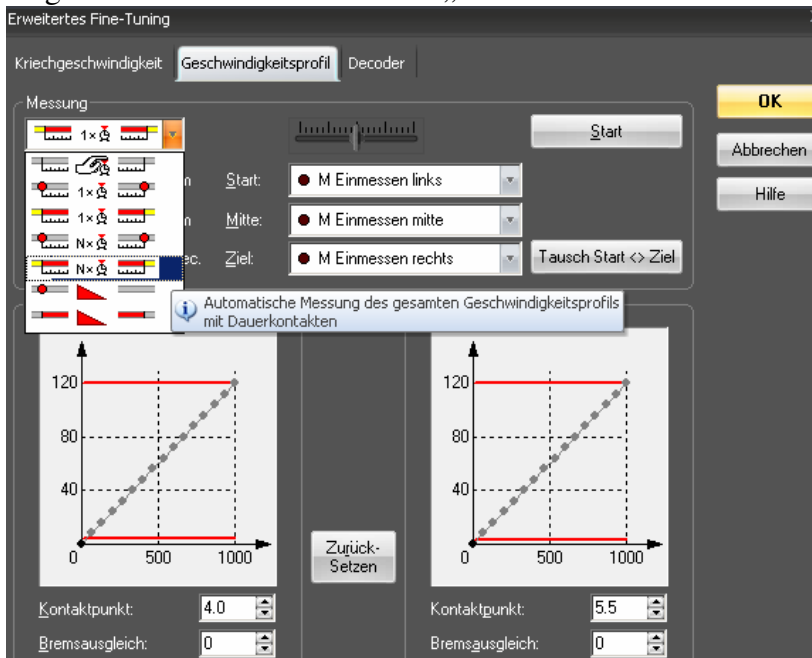 Erweitertes Fine-Tuning
Kriechgeschwindigkeit Geschwindigkeitsprofil Decoder
Messung
1× Start
OK
Abbrechen
Hilfe
1×
1×
N×
N×
Start: M Einmessen links
Mitte: M Einmessen mitte
ec. Ziel: M Einmessen rechts Tausch Start <> Ziel
Automatische Messung des gesamten Geschwindigkeitsprofils
mit Dauerkontakten
120
80
40
0 500 1000
120
80
40
0 500 1000
Zurück-
Setzen
Kontaktpunkt: 4.0
Bremsausgleich: 0
Kontaktpunkt: 5.5
Bremsausgleich: 0